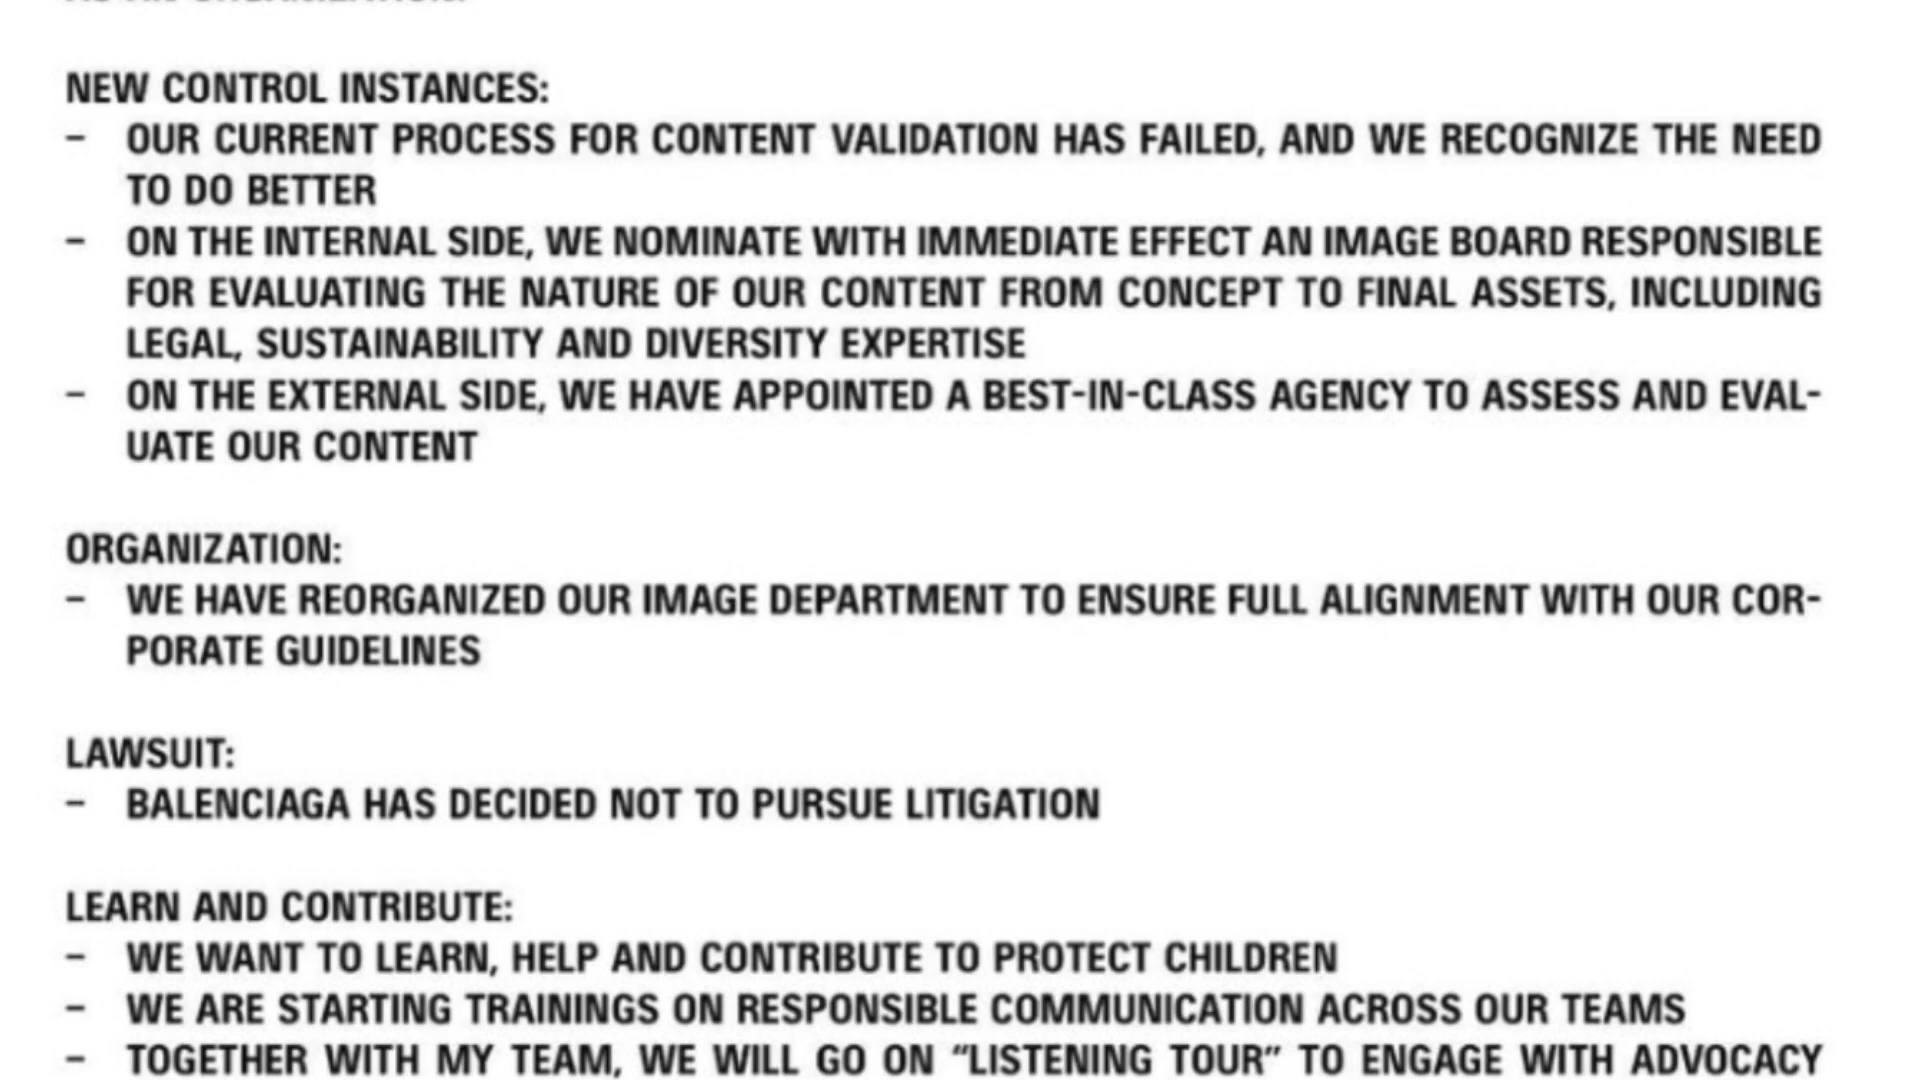 NEW CONTROL INSTANCES:
– OUR CURRENT PROCESS FOR CONTENT VALIDATION HAS FAILED, AND WE RECOGNIZE THE NEED
TO DO BETTER
– ON THE INTERNAL SIDE, WE NOMINATE WITH IMMEDIATE EFFECT AN IMAGE BOARD RESPONSIBLE
FOR EVALUATING THE NATURE OF OUR CONTENT FROM CONCEPT TO FINAL ASSETS, INCLUDING
LEGAL, SUSTAINABILITY AND DIVERSITY EXPERTISE
– ON THE EXTERNAL SIDE, WE HAVE APPOINTED A BEST-IN-CLASS AGENCY TO ASSESS AND EVAL-
UATE OUR CONTENT
ORGANIZATION:
– WE HAVE REORGANIZED OUR IMAGE DEPARTMENT TO ENSURE FULL ALIGNMENT WITH OUR COR-
PORATE GUIDELINES
LAWSUIT:
– BALENCIAGA HAS DECIDED NOT TO PURSUE LITIGATION
LEARN AND CONTRIBUTE:
– WE WANT TO LEARN, HELP AND CONTRIBUTE TO PROTECT CHILDREN
– WE ARE STARTING TRAININGS ON RESPONSIBLE COMMUNICATION ACROSS OUR TEAMS
– TOGETHER WITH MY TEAM, WE WILL GO ON “LISTENING TOUR” TO ENGAGE WITH ADVOCACY